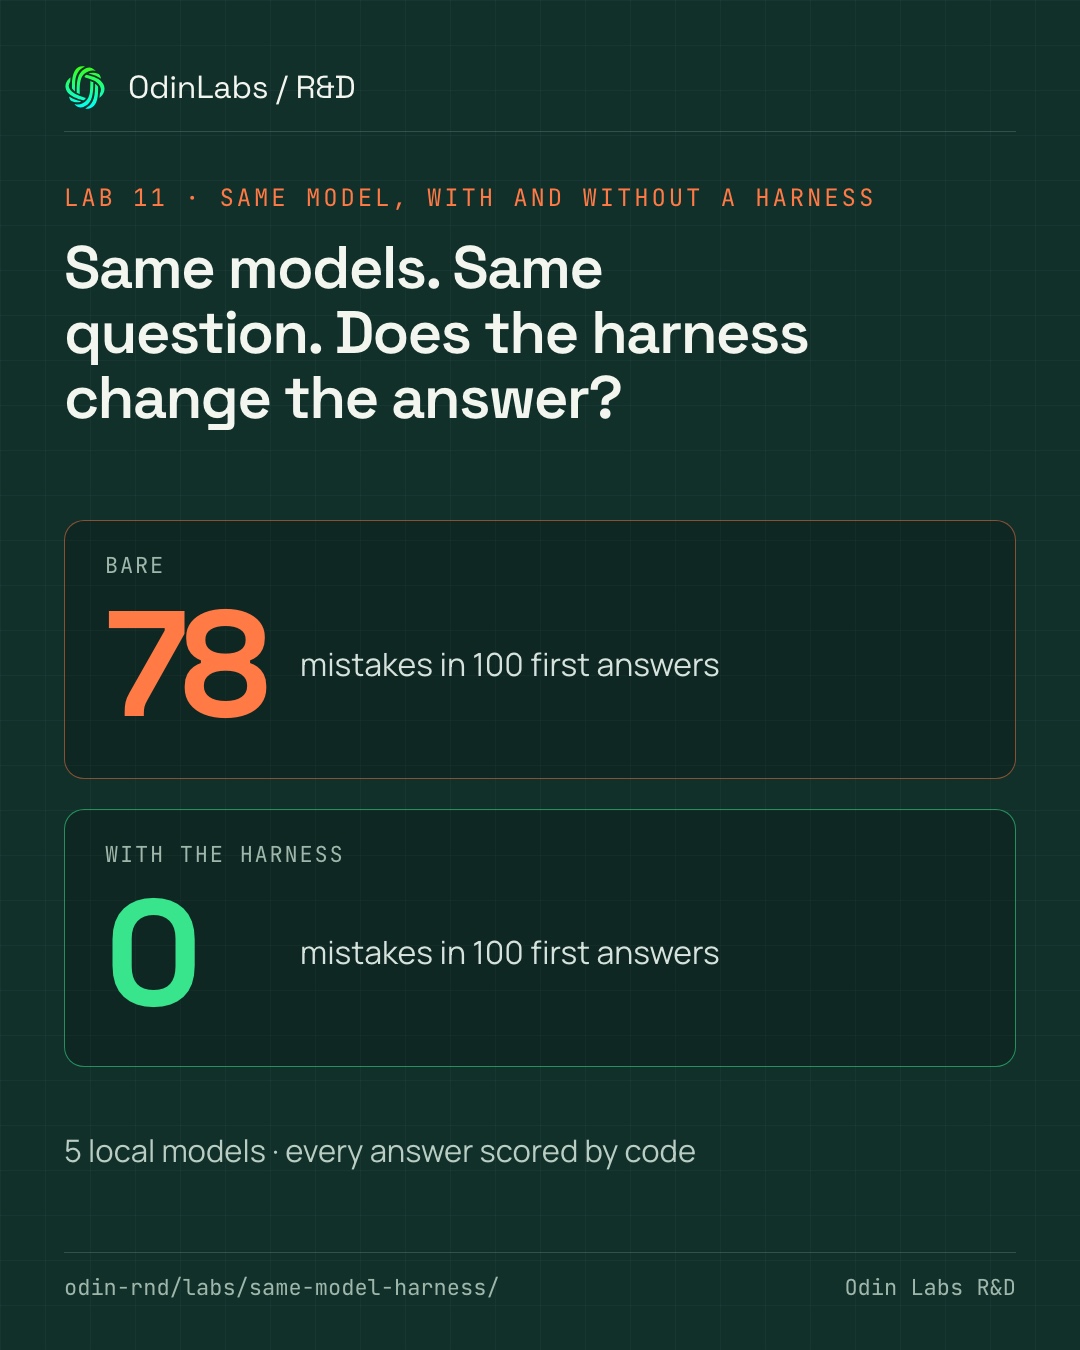 OdinLabs / R&D
LAB 11 · SAME MODEL, WITH AND WITHOUT A HARNESS
Same models. Same
question. Does the harness
change the answer?
BARE
78 mistakes in 100 first answers
WITH THE HARNESS
0 mistakes in 100 first answers
5 local models · every answer scored by code
odin-rnd/labs/same-model-harness/ Odin Labs R&D